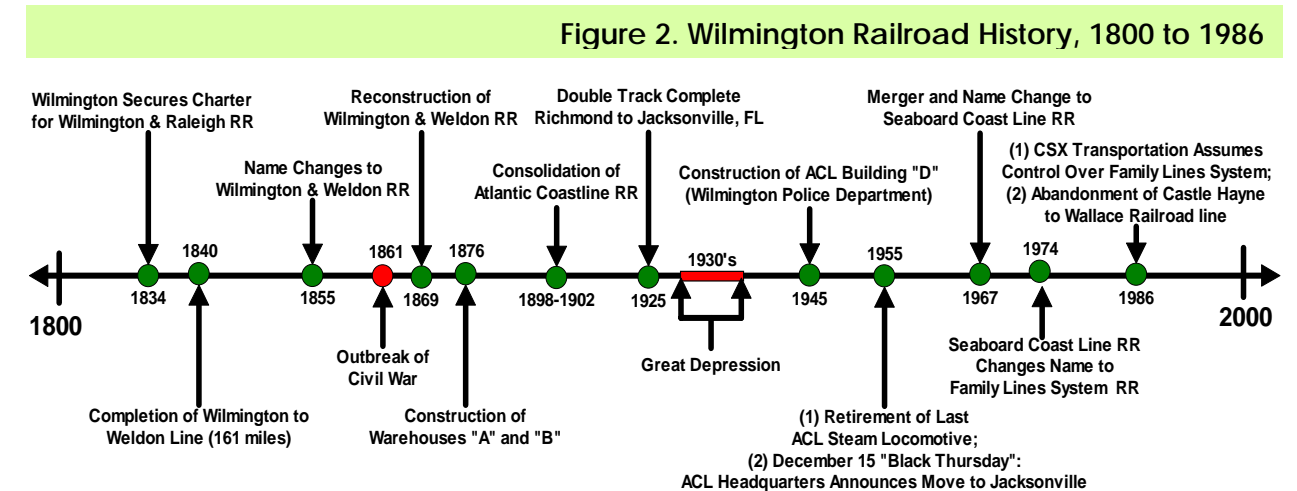 Figure 2. Wilmington Railroad History, 1800 to 1986
Wilmington Secures Charter
for Wilmington & Raleigh RR
Name Changes to
Wilmington & Weldon RR
Reconstruction of
Wilmington & Weldon RR
Consolidation of
Atlantic Coastline RR
Double Track Complete
Richmond to Jacksonville, FL
Construction of ACL Building "D"
(Wilmington Police Department)
Merger and Name Change to
Seaboard Coast Line RR
(1) CSX Transportation Assumes
Control Over Family Lines System;
(2) Abandonment of Castle Hayne
to Wallace Railroad line
1800
1834
1840
1855
1861
1869
1876
1898-1902
1925
1930's
1945
1955
1967
1974
1986
2000
Completion of Wilmington to
Weldon Line (161 miles)
Outbreak of
Civil War
Construction of
Warehouses "A" and "B"
Great Depression
(1) Retirement of Last
ACL Steam Locomotive;
(2) December 15 "Black Thursday":
ACL Headquarters Announces Move to Jacksonville
Seaboard Coast Line RR
Changes Name to
Family Lines System RR